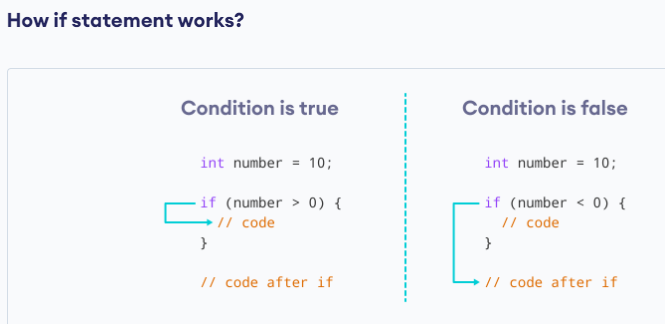 How if statement works?
Condition is true
int number = 10;
if (number > 0) {
// code
}
// code after if
Condition is false
int number = 10;
if (number < 0) {
// code
}
// code after if